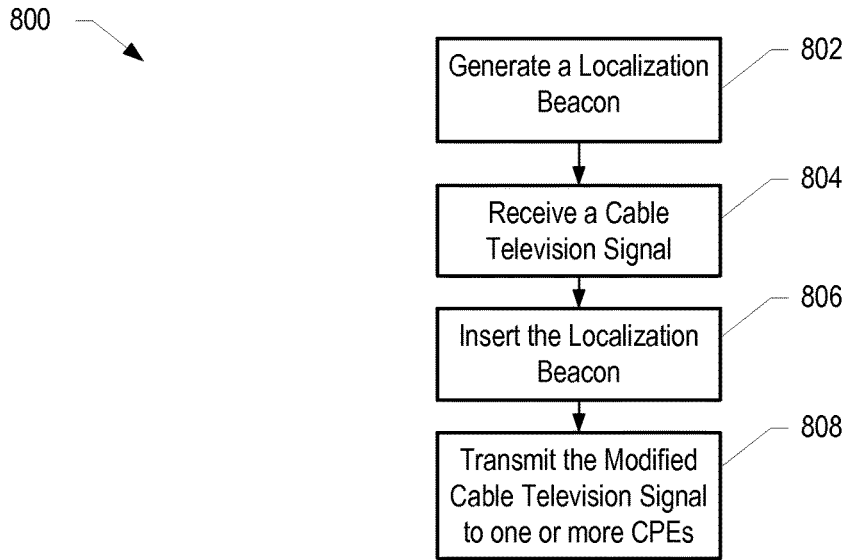 800
802
Generate a Localization
Beacon
804
Receive a Cable
Television Signal
806
Insert the Localization
Beacon
808
Transmit the Modified
Cable Television Signal
to one or more CPEs